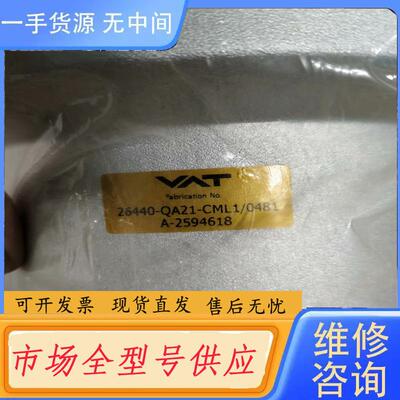 一手货源 无中间
VAT
Fabrication No.
26440-QA21-CML1/0481
A-2594618
可开发票 现货直发 售后无忧
市场全型号供应
维修
咨询